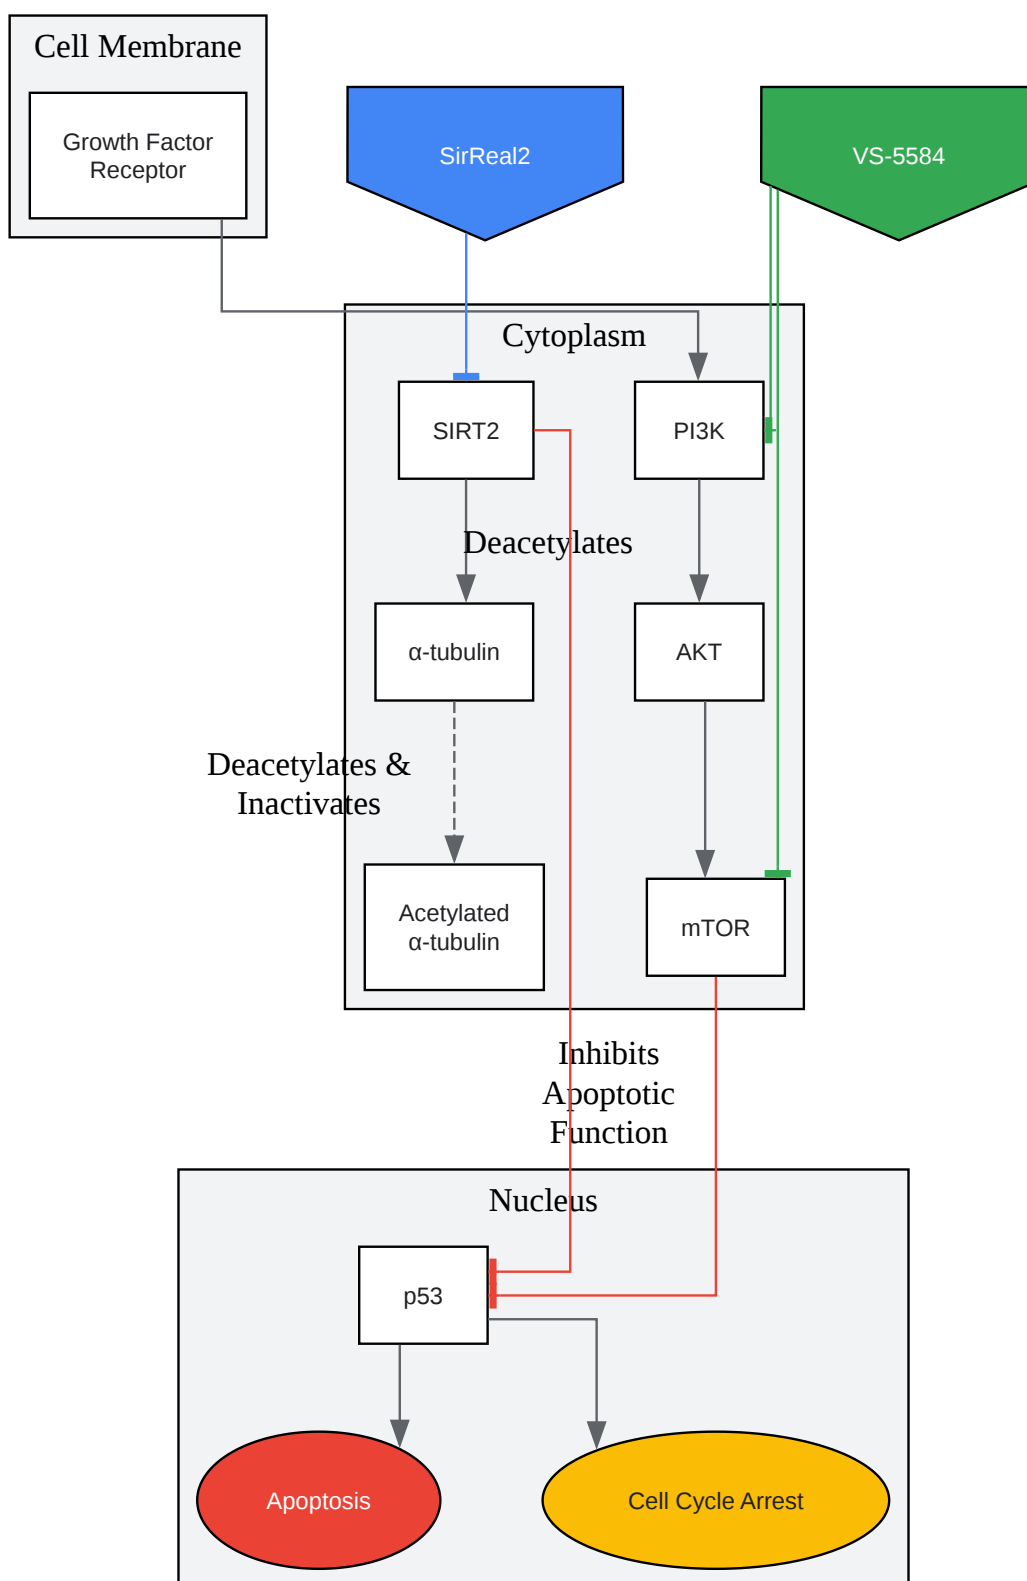 Cell Membrane
Growth Factor
Receptor
SirReal2
VS-5584
Cytoplasm
SIRT2
PI3K
Deacetylates
α-tubulin
AKT
Deacetylates &
Inactivates
Acetylated
α-tubulin
mTOR
Inhibits
Apoptotic
Function
Nucleus
p53
Apoptosis
Cell Cycle Arrest